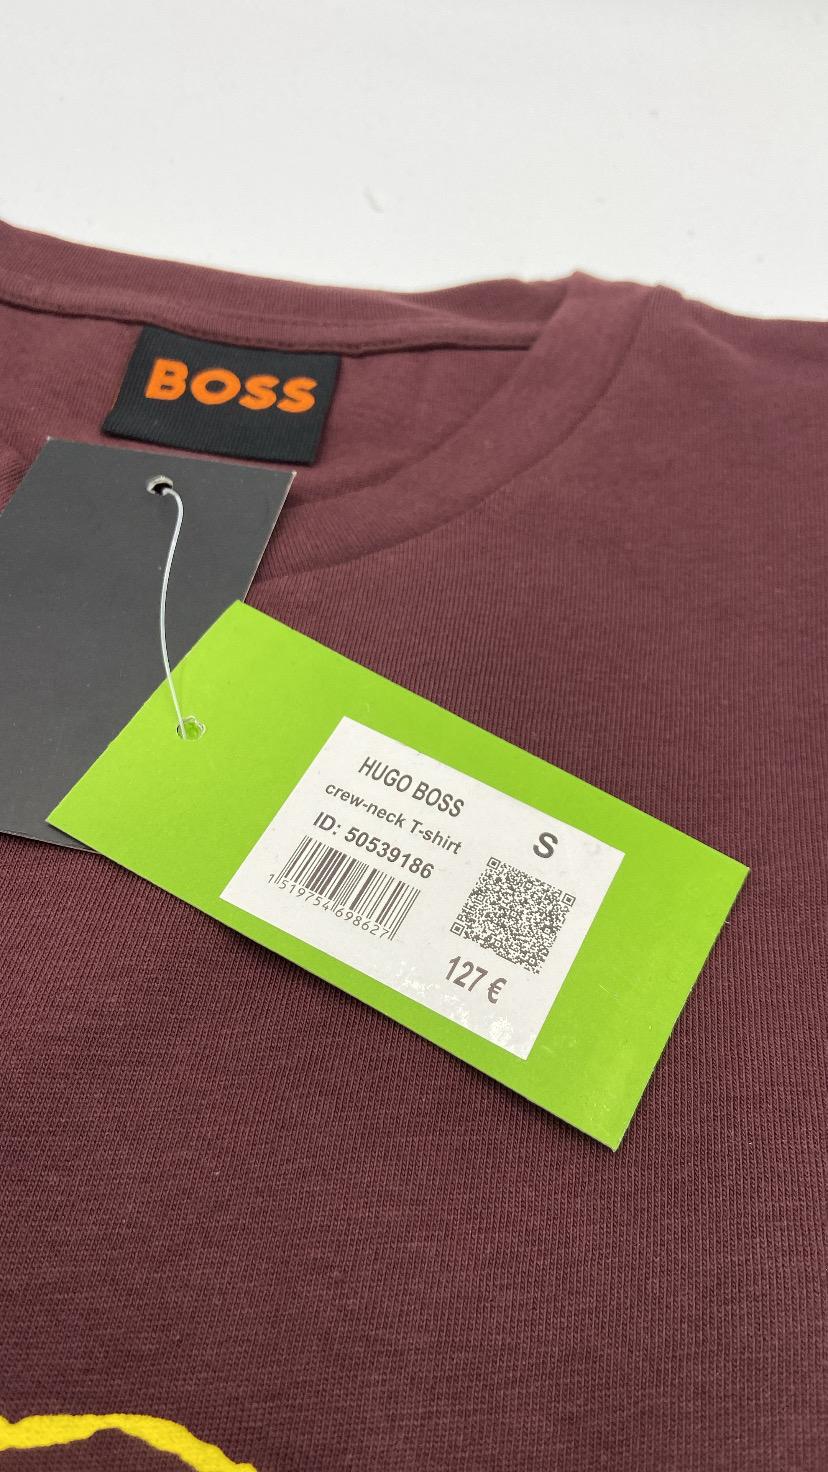 BOSS
HUGO BOSS
crew-neck T-shirt
S
ID: 50539186
1519754698627
127 €